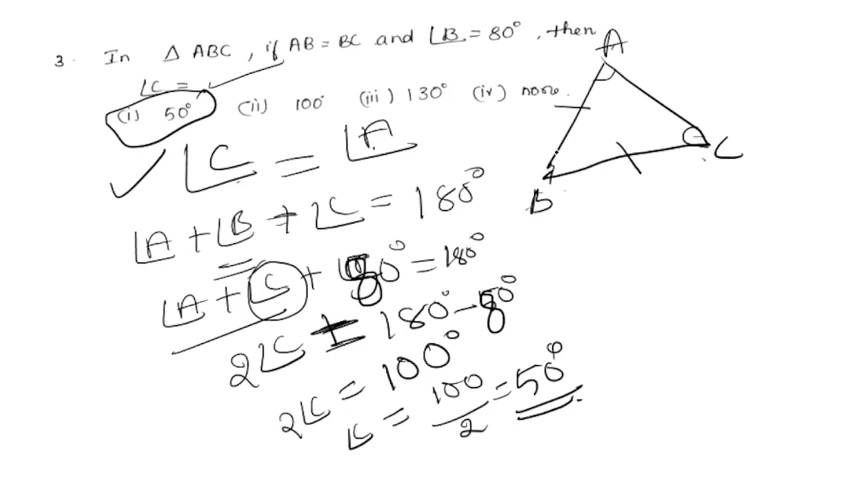 3. In △ ABC, if AB = BC and ∠B = 80°, then
∠C =
(i) 50° (ii) 100° (iii) 130° (iv) none.
∠C = ∠A
∠A + ∠B + ∠C = 180°
∠A + ∠C + 80° = 180°
2∠C = 180° - 80°
2∠C = 100°
∠C = 100/2 = 50°
A
B
C